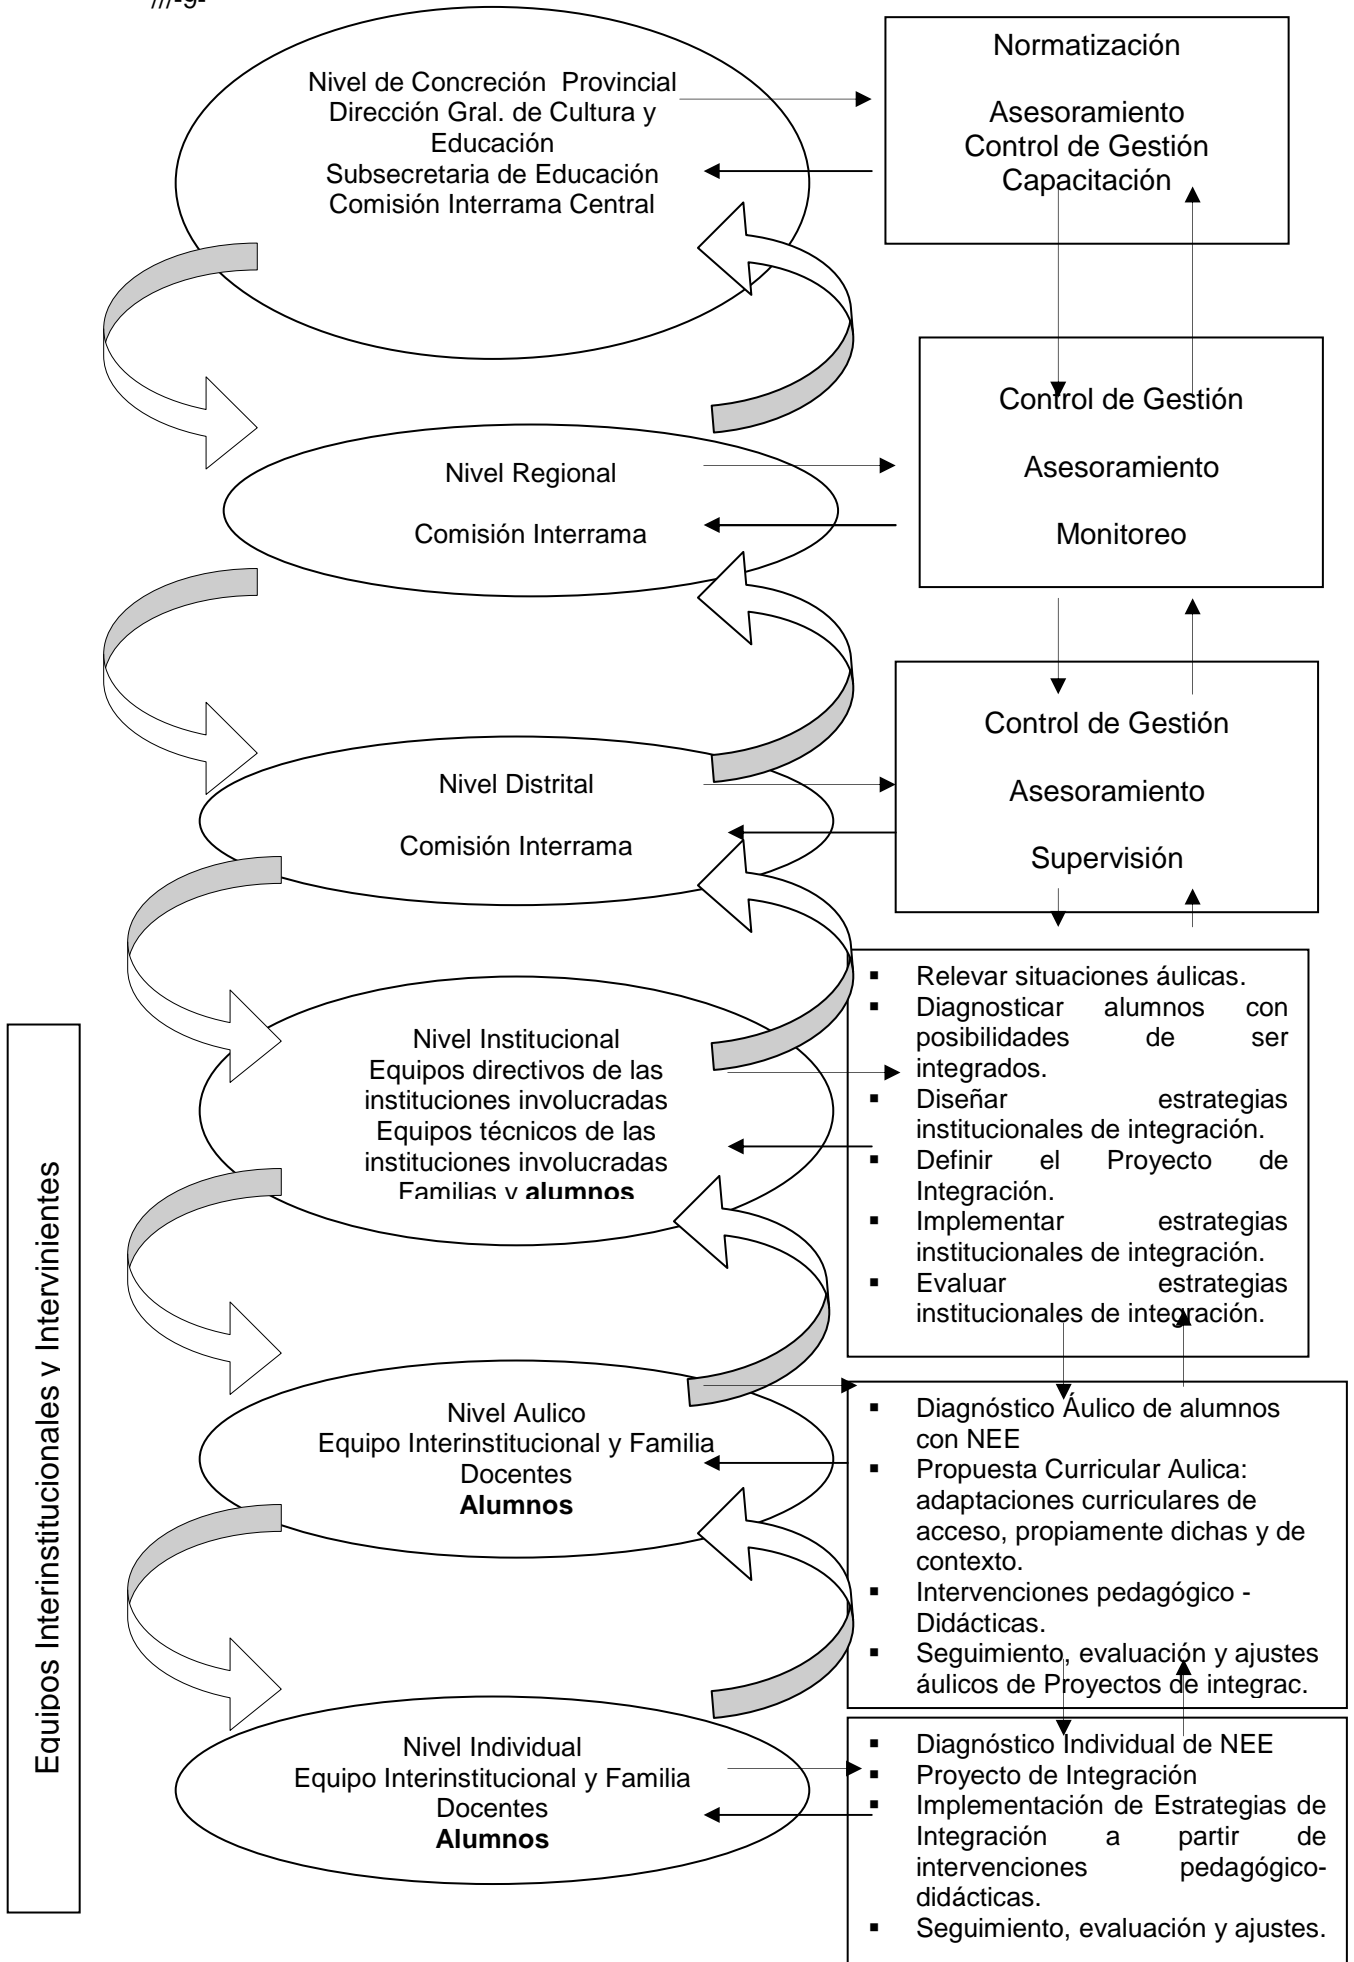 ///-9-
Nivel de Concreción Provincial
Dirección Gral. de Cultura y
Educación
Subsecretaria de Educación
Comisión Interrama Central
Normatización
Asesoramiento
Control de Gestión
Capacitación
Nivel Regional
Comisión Interrama
Control de Gestión
Asesoramiento
Monitoreo
Nivel Distrital
Comisión Interrama
Control de Gestión
Asesoramiento
Supervisión
Equipos Interinstitucionales y Intervinientes
Nivel Institucional
Equipos directivos de las
instituciones involucradas
Equipos técnicos de las
instituciones involucradas
Familias y alumnos
▪ Relevar situaciones áulicas.
▪ Diagnosticar alumnos con
posibilidades de ser
integrados.
▪ Diseñar estrategias
institucionales de integración.
▪ Definir el Proyecto de
Integración.
▪ Implementar estrategias
institucionales de integración.
▪ Evaluar estrategias
institucionales de integración.
Nivel Aulico
Equipo Interinstitucional y Familia
Docentes
Alumnos
▪ Diagnóstico Áulico de alumnos
con NEE
▪ Propuesta Curricular Aulica:
adaptaciones curriculares de
acceso, propiamente dichas y de
contexto.
▪ Intervenciones pedagógico -
Didácticas.
▪ Seguimiento, evaluación y ajustes
áulicos de Proyectos de integrac.
Nivel Individual
Equipo Interinstitucional y Familia
Docentes
Alumnos
▪ Diagnóstico Individual de NEE
▪ Proyecto de Integración
▪ Implementación de Estrategias de
Integración a partir de
intervenciones pedagógico-
didácticas.
▪ Seguimiento, evaluación y ajustes.